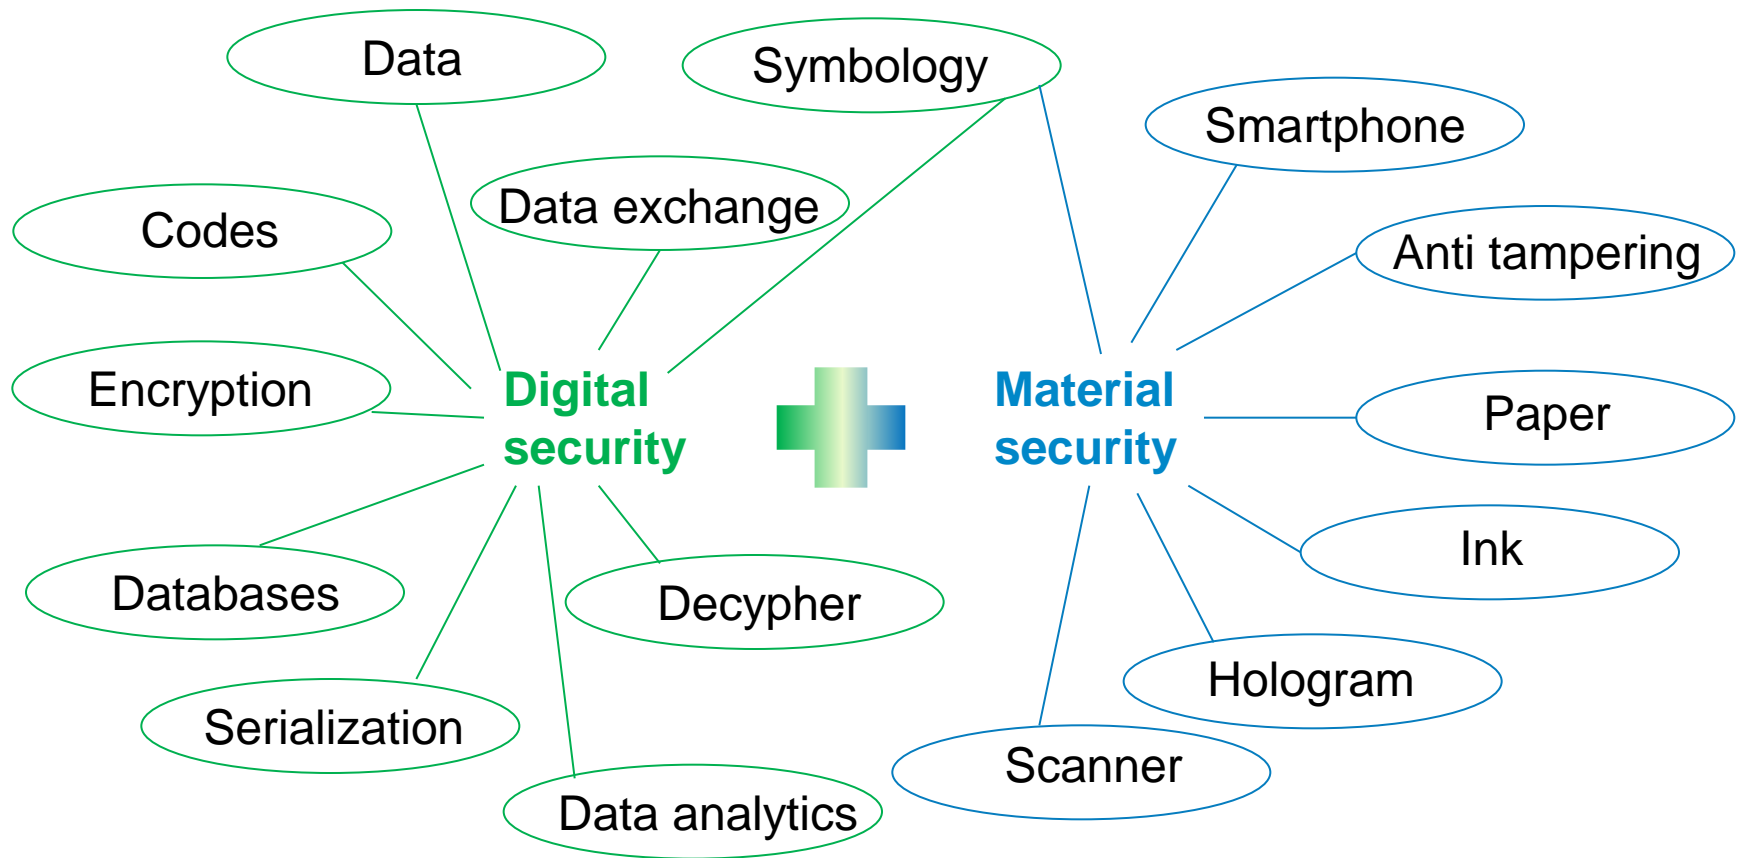 Data
Symbology
Smartphone
Data exchange
Codes
Anti tampering
Encryption
Digital
security
Material
security
Paper
Ink
Databases
Decypher
Hologram
Serialization
Scanner
Data analytics